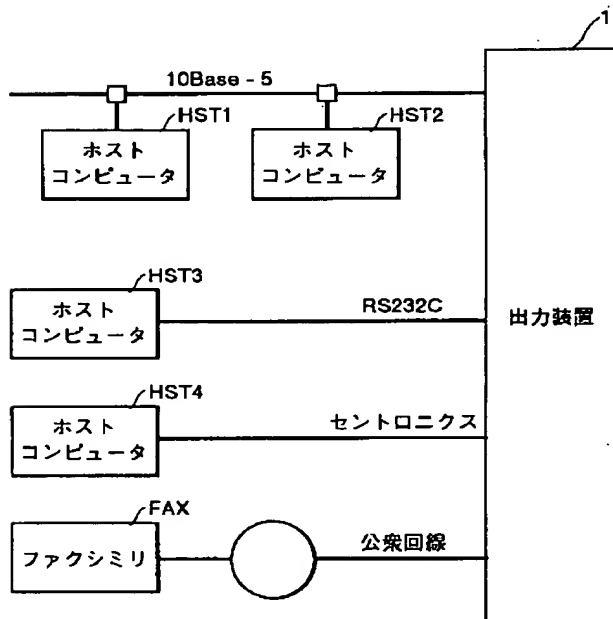 1
10Base - 5
HST1
HST2
ホスト
コンピュータ
ホスト
コンピュータ
HST3
ホスト
コンピュータ
RS232C
出力装置
HST4
ホスト
コンピュータ
セントロニクス
FAX
ファクシミリ
公衆回線